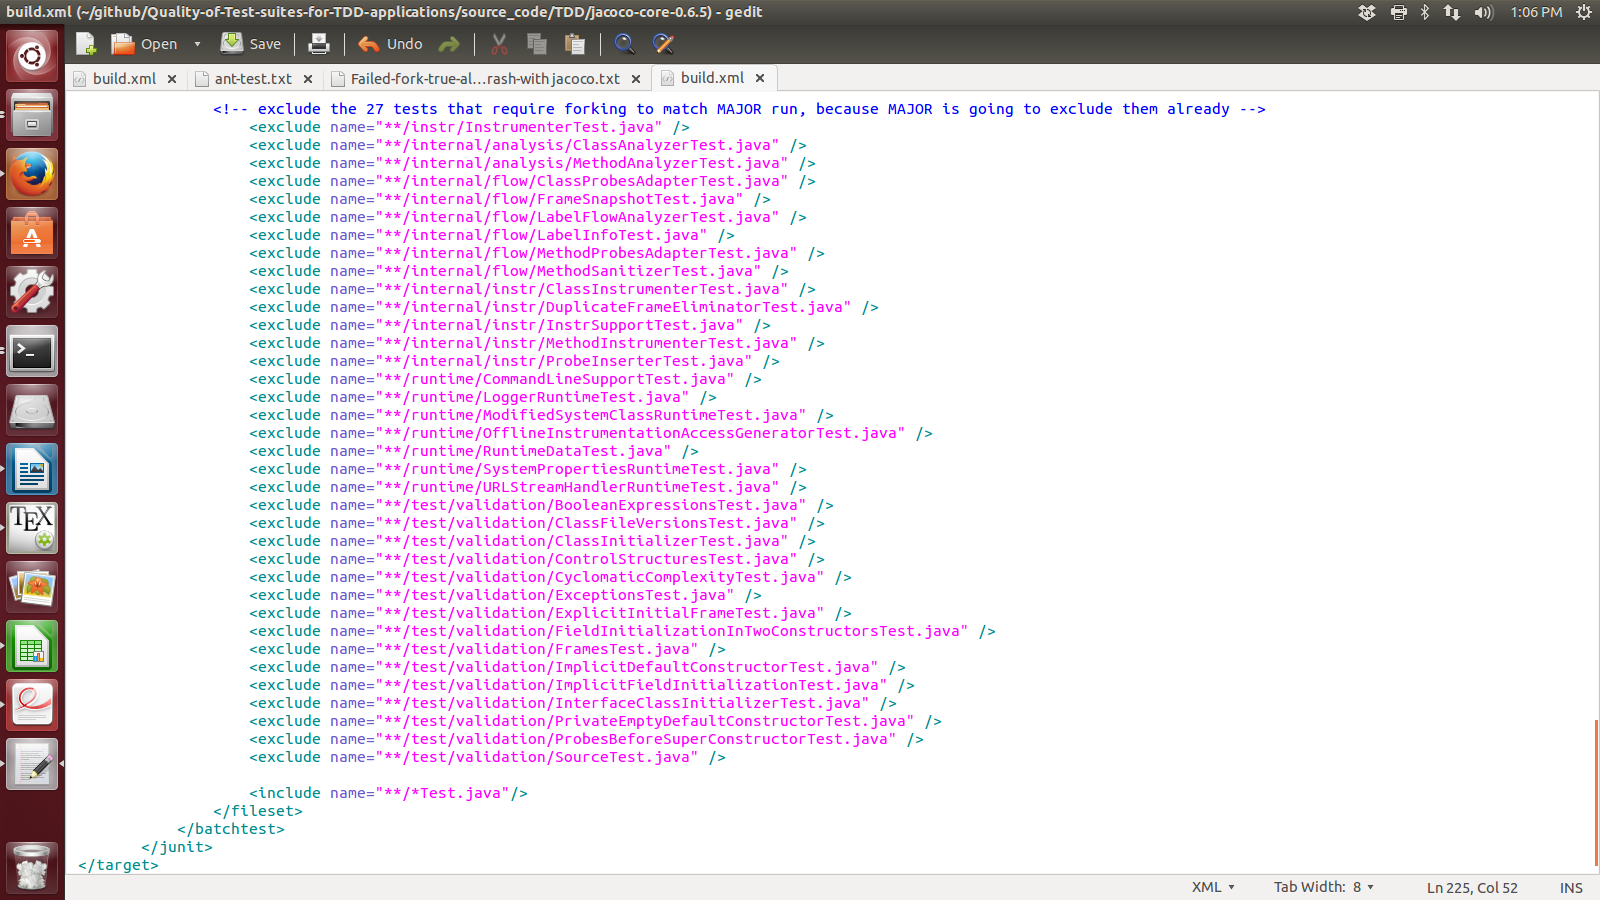 build.xml (~/github/Quality-of-Test-suites-for-TDD-applications/source_code/TDD/jacoco-core-0.6.5) - gedit
1:06 PM
Open Save Undo
build.xml ant-test.txt Failed-fork-true-al...rash-with jacoco.txt build.xml
<!-- exclude the 27 tests that require forking to match MAJOR run, because MAJOR is going to exclude them already -->
<exclude name="**/instr/InstrumenterTest.java" />
<exclude name="**/internal/analysis/ClassAnalyzerTest.java" />
<exclude name="**/internal/analysis/MethodAnalyzerTest.java" />
<exclude name="**/internal/flow/ClassProbesAdapterTest.java" />
<exclude name="**/internal/flow/FrameSnapshotTest.java" />
<exclude name="**/internal/flow/LabelFlowAnalyzerTest.java" />
<exclude name="**/internal/flow/LabelInfoTest.java" />
<exclude name="**/internal/flow/MethodProbesAdapterTest.java" />
<exclude name="**/internal/flow/MethodSanitizerTest.java" />
<exclude name="**/internal/instr/ClassInstrumenterTest.java" />
<exclude name="**/internal/instr/DuplicateFrameEliminatorTest.java" />
<exclude name="**/internal/instr/InstrSupportTest.java" />
<exclude name="**/internal/instr/MethodInstrumenterTest.java" />
<exclude name="**/internal/instr/ProbeInserterTest.java" />
<exclude name="**/runtime/CommandLineSupportTest.java" />
<exclude name="**/runtime/LoggerRuntimeTest.java" />
<exclude name="**/runtime/ModifiedSystemClassRuntimeTest.java" />
<exclude name="**/runtime/OfflineInstrumentationAccessGeneratorTest.java" />
<exclude name="**/runtime/RuntimeDataTest.java" />
<exclude name="**/runtime/SystemPropertiesRuntimeTest.java" />
<exclude name="**/runtime/URLStreamHandlerRuntimeTest.java" />
<exclude name="**/test/validation/BooleanExpressionsTest.java" />
<exclude name="**/test/validation/ClassFileVersionsTest.java" />
<exclude name="**/test/validation/ClassInitializerTest.java" />
<exclude name="**/test/validation/ControlStructuresTest.java" />
<exclude name="**/test/validation/CyclomaticComplexityTest.java" />
<exclude name="**/test/validation/ExceptionsTest.java" />
<exclude name="**/test/validation/ExplicitInitialFrameTest.java" />
<exclude name="**/test/validation/FieldInitializationInTwoConstructorsTest.java" />
<exclude name="**/test/validation/FramesTest.java" />
<exclude name="**/test/validation/ImplicitDefaultConstructorTest.java" />
<exclude name="**/test/validation/ImplicitFieldInitializationTest.java" />
<exclude name="**/test/validation/InterfaceClassInitializerTest.java" />
<exclude name="**/test/validation/PrivateEmptyDefaultConstructorTest.java" />
<exclude name="**/test/validation/ProbesBeforeSuperConstructorTest.java" />
<exclude name="**/test/validation/SourceTest.java" />
<include name="**/*Test.java"/>
</fileset>
</batchtest>
</junit>
</target>
TEX
XML Tab Width: 8 Ln 225, Col 52 INS